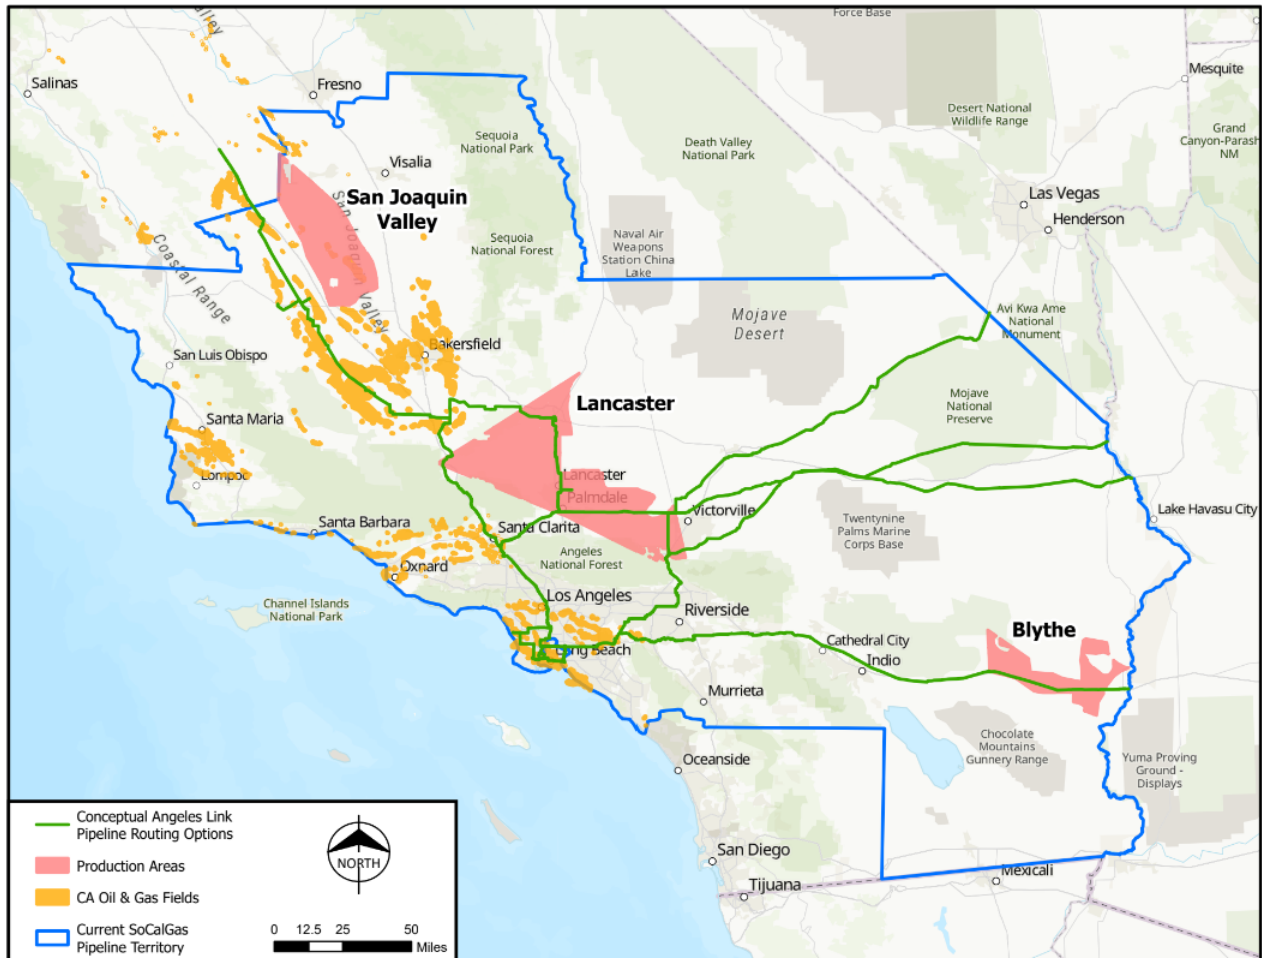 Force Base
Valley
Salinas
Fresno
Mesquite
Desert National
Wildlife Range
Sequoia
National Park
Death Valley
National Park
Grand
Canyon-Parash
NM
Visalia
San Joaquin
Valley
San Joaquin Valley
Las Vegas
Henderson
Coastal Range
Sequoia
National Forest
Naval Air
Weapons
Station China
Lake
Mojave
Desert
Avi Kwa Ame
National
Monument
San Luis Obispo
Bakersfield
Lancaster
Mojave
National
Preserve
Santa Maria
Lompoc
Lancaster
Palmdale
Victorville
Lake Havasu City
Santa Barbara
Santa Clarita
Twentynine
Palms Marine
Corps Base
Angeles
National Forest
Oxnard
Channel Islands
National Park
Los Angeles
Riverside
Blythe
Cathedral City
Indio
Long Beach
Murrieta
Chocolate
Mountains
Gunnery Range
Yuma Proving
Ground -
Displays
Oceanside
San Diego
Mexicali
Tijuana
Conceptual Angeles Link
Pipeline Routing Options
Production Areas
CA Oil & Gas Fields
Current SoCalGas
Pipeline Territory
NORTH
0 12.5 25 50
Miles